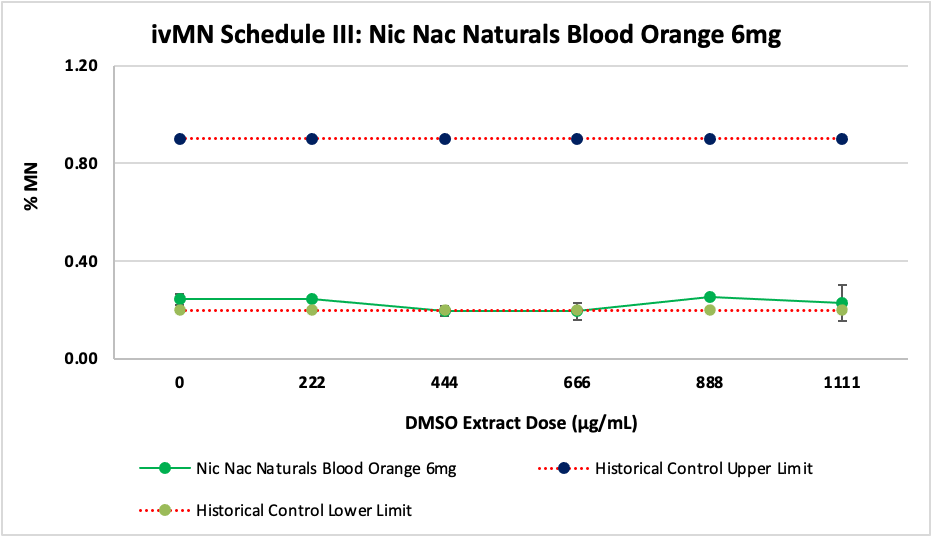 ivMN Schedule III: Nic Nac Naturals Blood Orange 6mg
1.20
0.80
0.40
0.00
% MN
0 222 444 666 888 1111
DMSO Extract Dose (µg/mL)
Nic Nac Naturals Blood Orange 6mg Historical Control Upper Limit
Historical Control Lower Limit